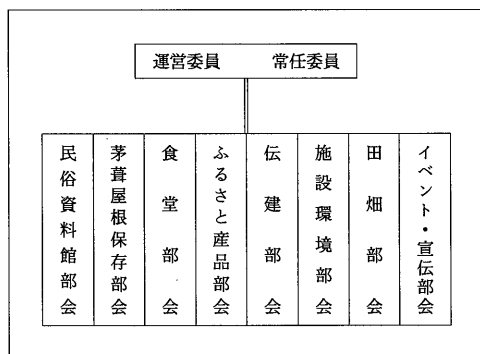 運営委員 常任委員
民俗資料館部会
茅葺屋根保存部会
食堂部会
ふるさと産品部会
伝建部会
施設環境部会
田畑部会
イベント・宣伝部会